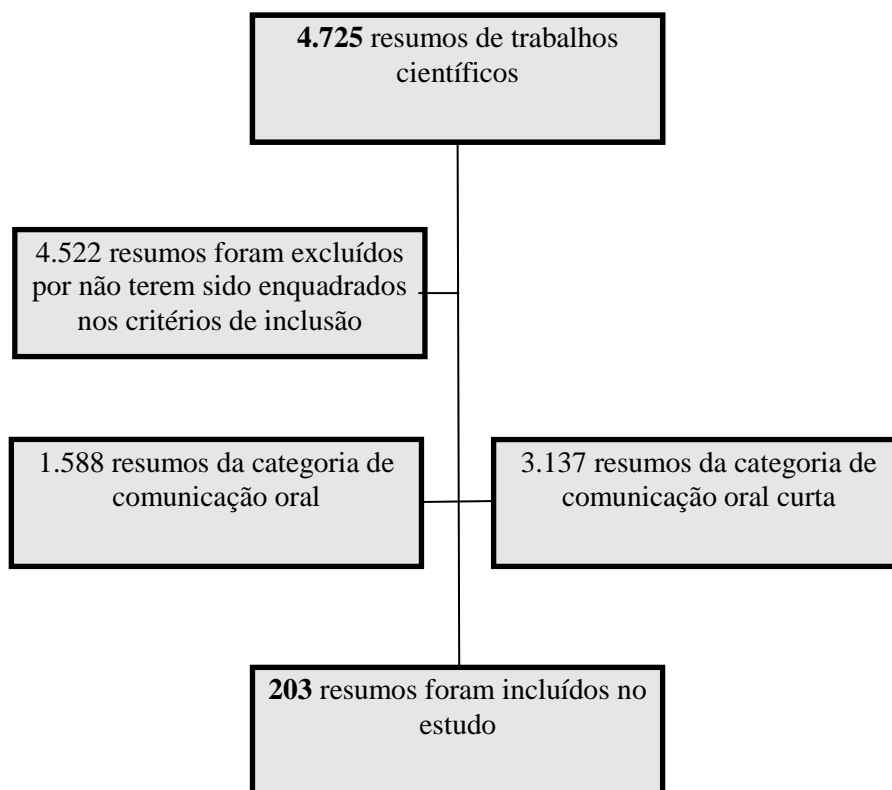 4.725 resumos de trabalhos
científicos
4.522 resumos foram excluídos
por não terem sido enquadrados
nos critérios de inclusão
1.588 resumos da categoria de
comunicação oral
3.137 resumos da categoria de
comunicação oral curta
203 resumos foram incluídos no
estudo